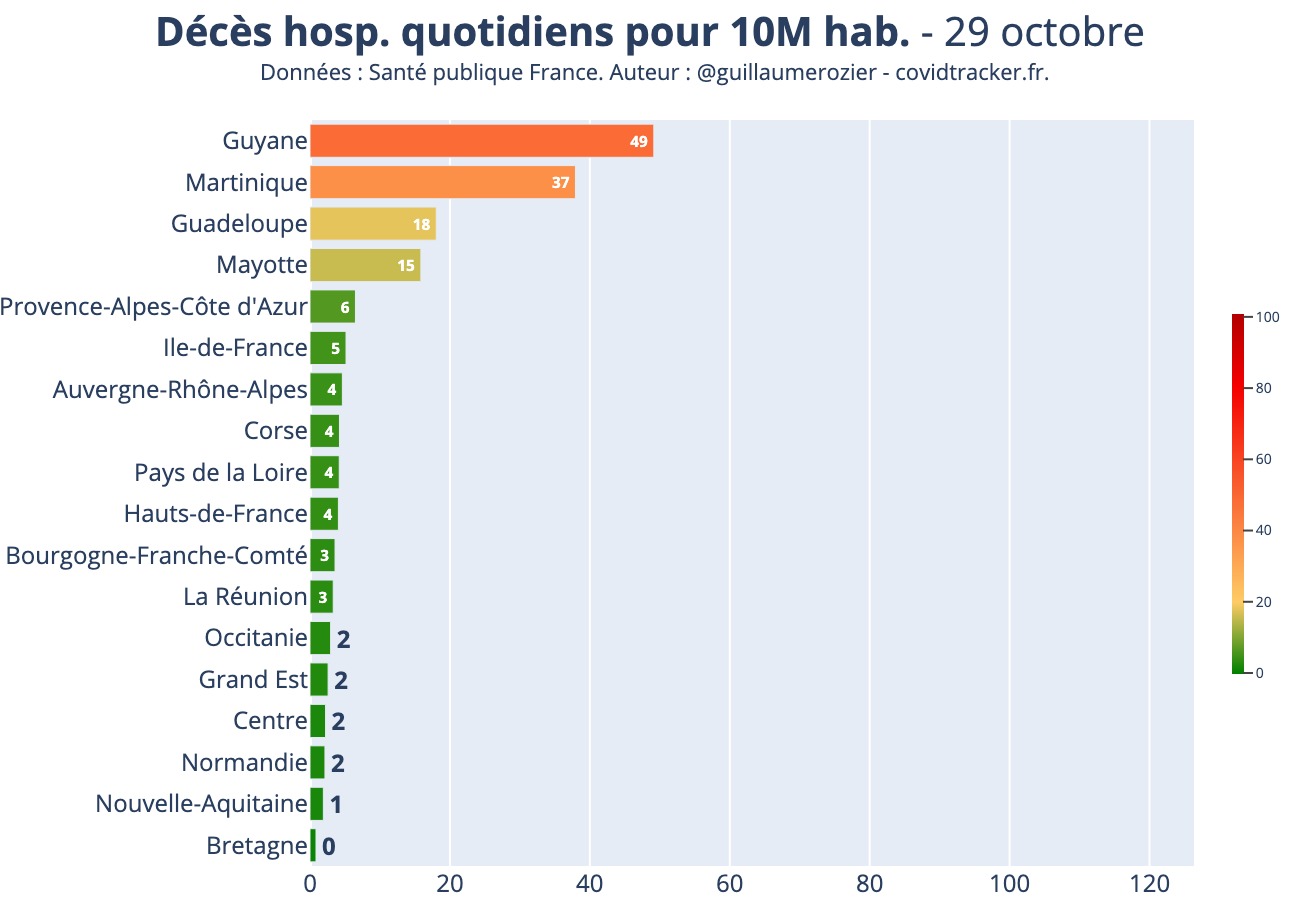 Décès hosp. quotidiens pour 10M hab. - 29 octobre
Données : Santé publique France. Auteur : @guillaumerozier - covidtracker.fr.
Guyane 49
Martinique 37
Guadeloupe 18
Mayotte 15
Provence-Alpes-Côte d'Azur 6
Ile-de-France 5
Auvergne-Rhône-Alpes 4
Corse 4
Pays de la Loire 4
Hauts-de-France 4
Bourgogne-Franche-Comté 3
La Réunion 3
Occitanie 2
Grand Est 2
Centre 2
Normandie 2
Nouvelle-Aquitaine 1
Bretagne 0
0 20 40 60 80 100 120
100
80
60
40
20
0